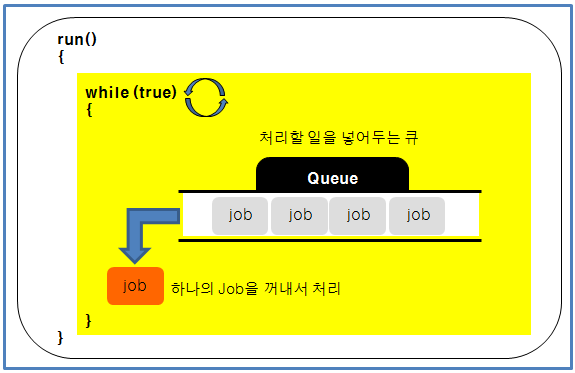 run()
{
while (true)
{
처리할 일을 넣어두는 큐
Queue
job job job job
job 하나의 Job을 꺼내서 처리
}
}